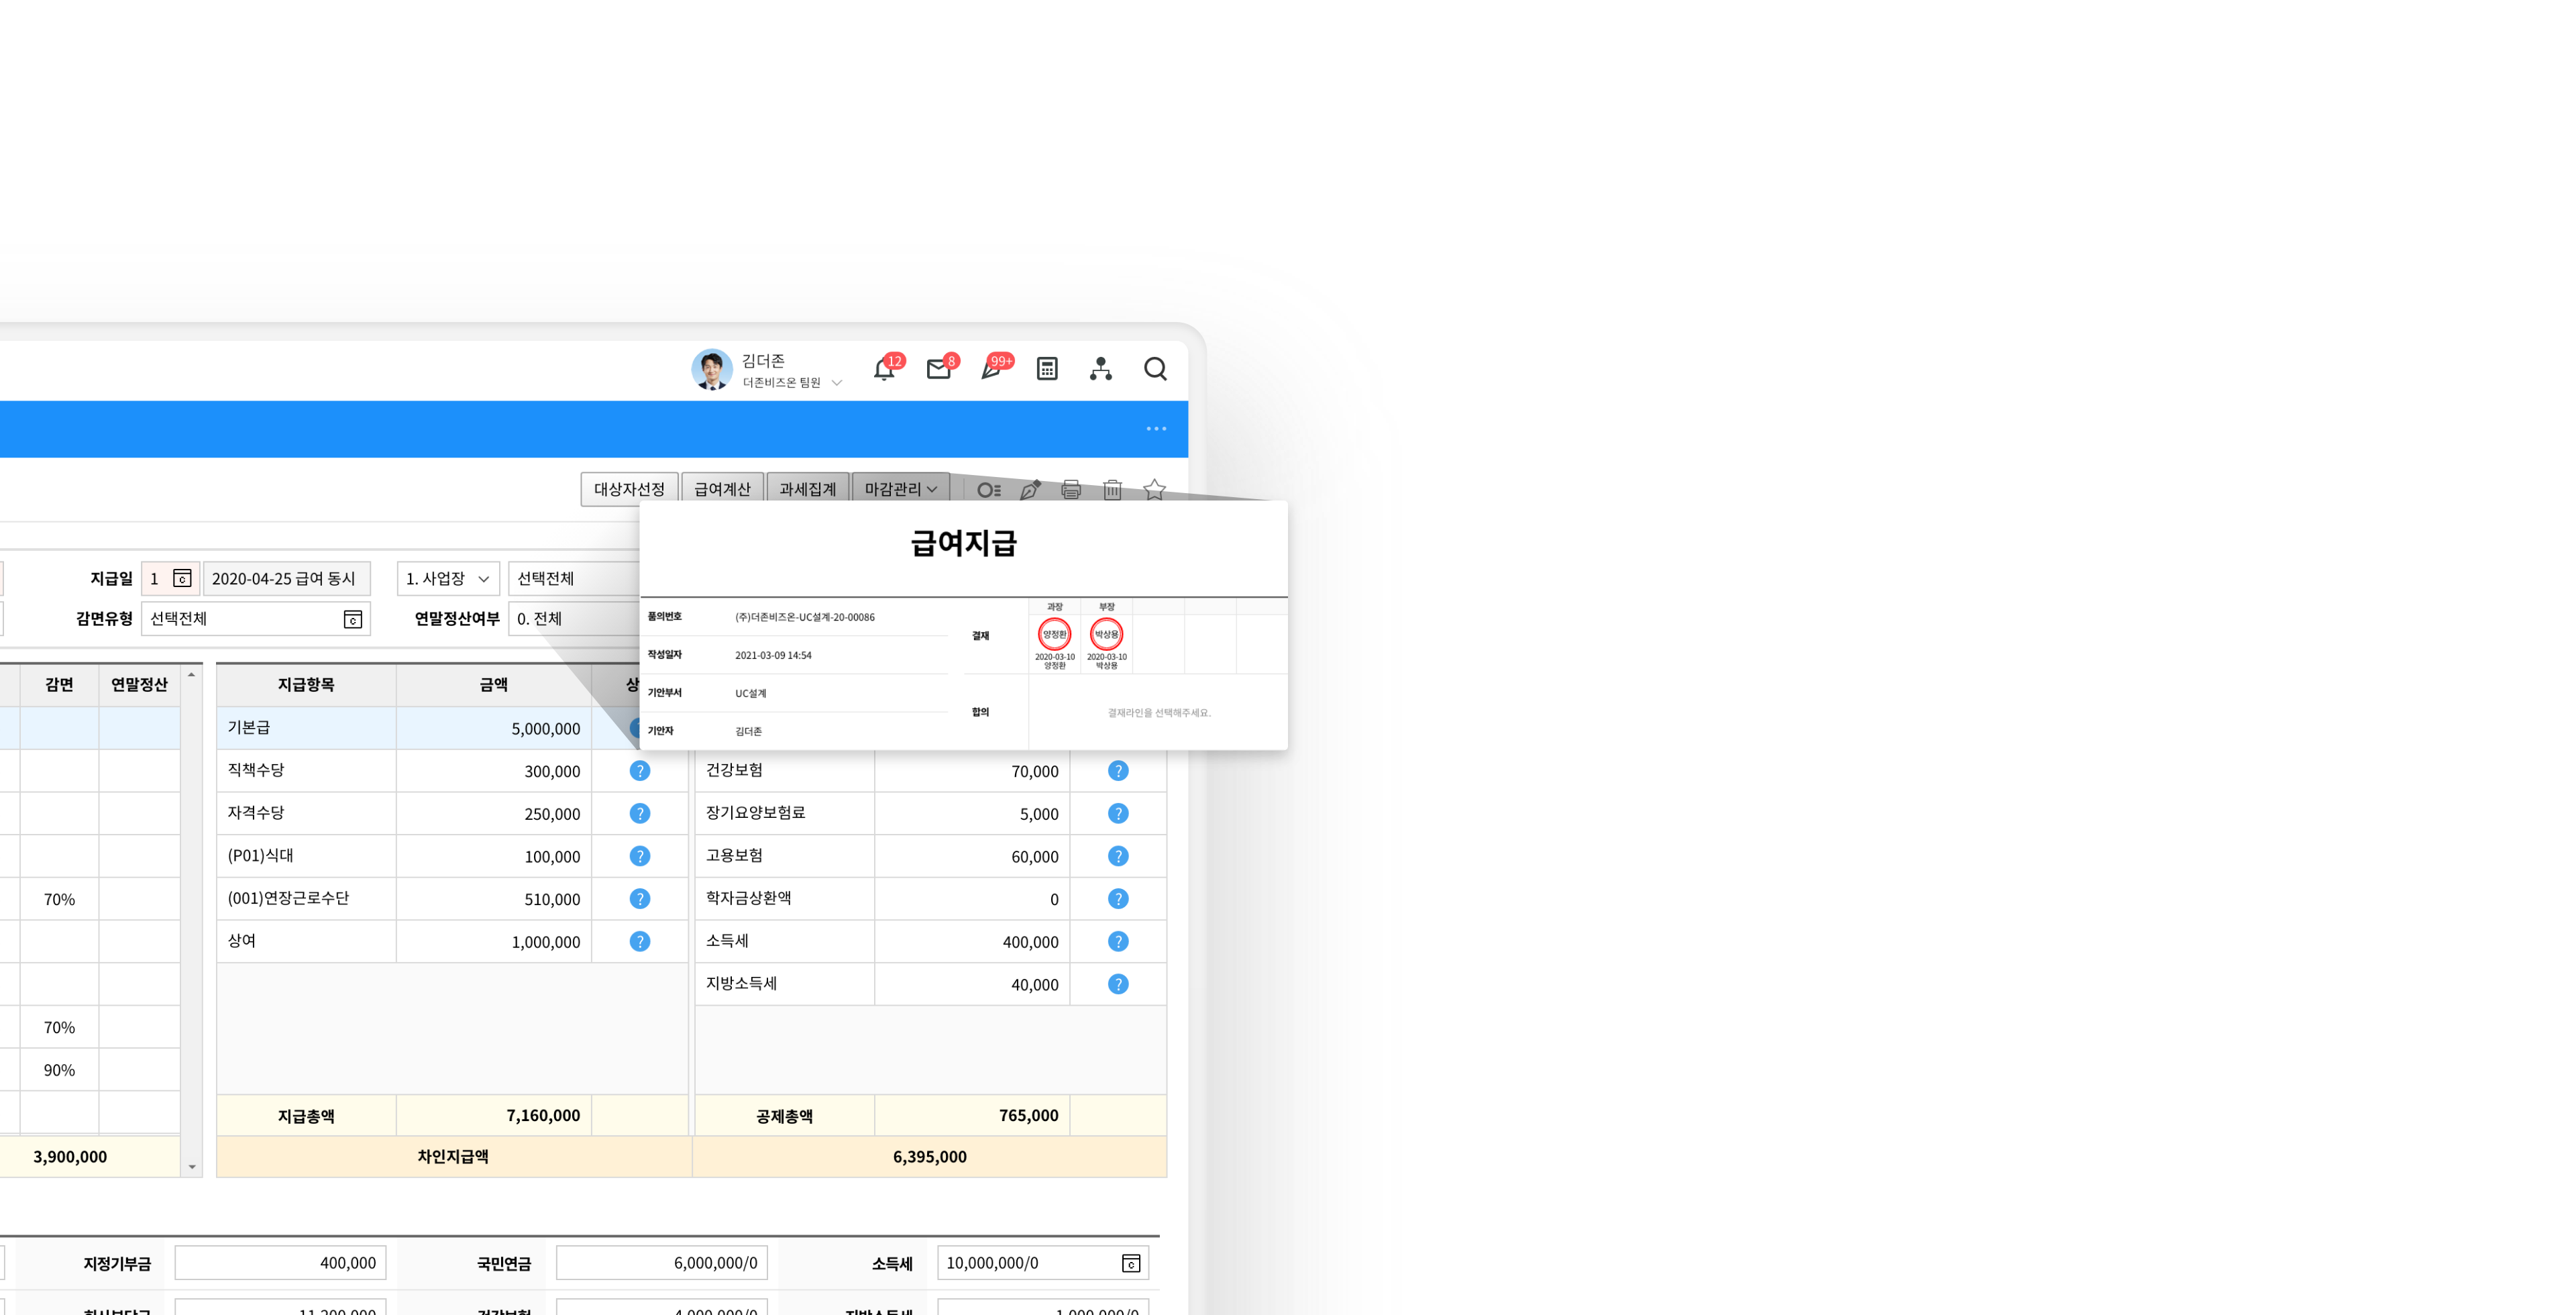 김더존
더존비즈온 팀원
12
8
99+
대상자선정 급여계산 과세집계 마감관리
급여지급
지급일 1 2020-04-25 급여 동시 1. 사업장 선택전체
감면유형 선택전체 연말정산여부 0. 전체
품의번호 (주)더존비즈온-UC설계-20-00086
작성일자 2021-03-09 14:54
기안부서 UC설계
기안자 김더존
결재
과장 부장
양정환 박상용
2020-03-10 2020-03-10
양정환 박상용
합의 결재라인을 선택해주세요.
감면 연말정산
70%
70%
90%
3,900,000
지급항목 금액
기본급 5,000,000
직책수당 300,000 ?
자격수당 250,000 ?
(P01)식대 100,000 ?
(001)연장근로수단 510,000 ?
상여 1,000,000 ?
지급총액 7,160,000
건강보험 70,000 ?
장기요양보험료 5,000 ?
고용보험 60,000 ?
학자금상환액 0 ?
소득세 400,000 ?
지방소득세 40,000 ?
공제총액 765,000
차인지급액 6,395,000
지정기부금 400,000 국민연금 6,000,000/0 소득세 10,000,000/0
11,200,000 건강보험 4,000,000/0 지방소득세 1,000,000/0